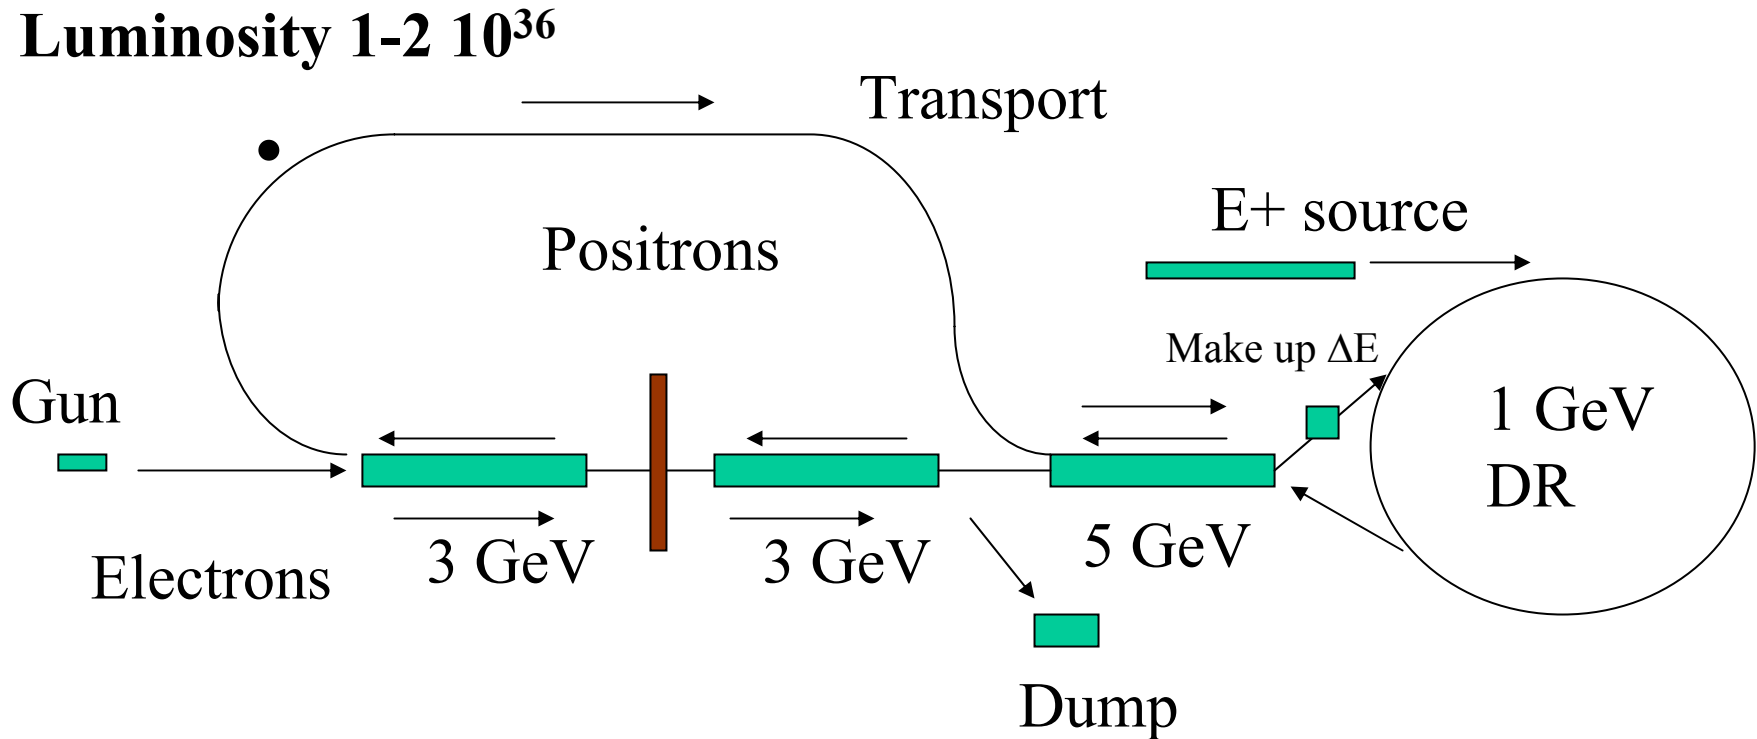 Luminosity 1-2 10³⁶
Transport
E+ source
Positrons
Make up ΔE
Gun
1 GeV
DR
Electrons
3 GeV
3 GeV
5 GeV
Dump